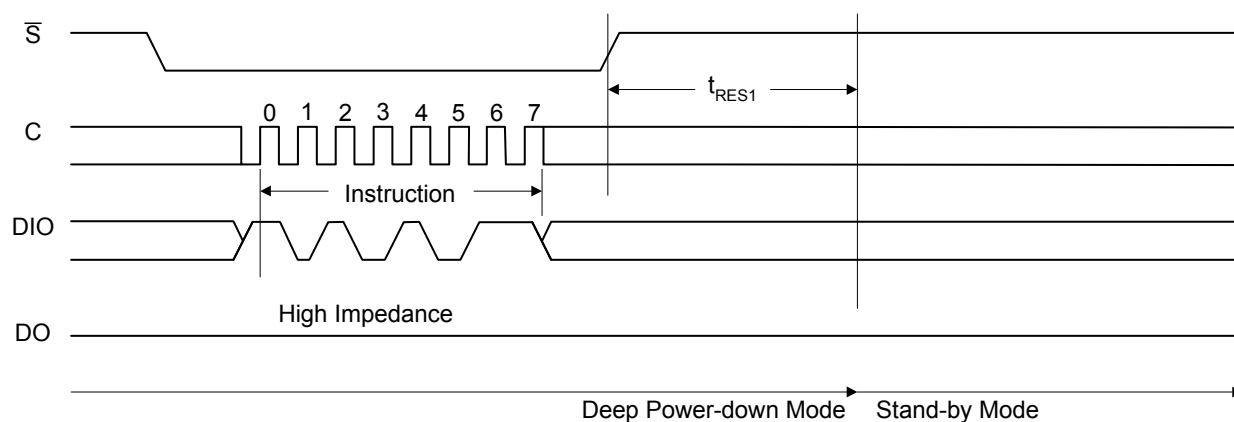 S̅
t_RES1
0 1 2 3 4 5 6 7
C
Instruction
DIO
High Impedance
DO
Deep Power-down Mode Stand-by Mode